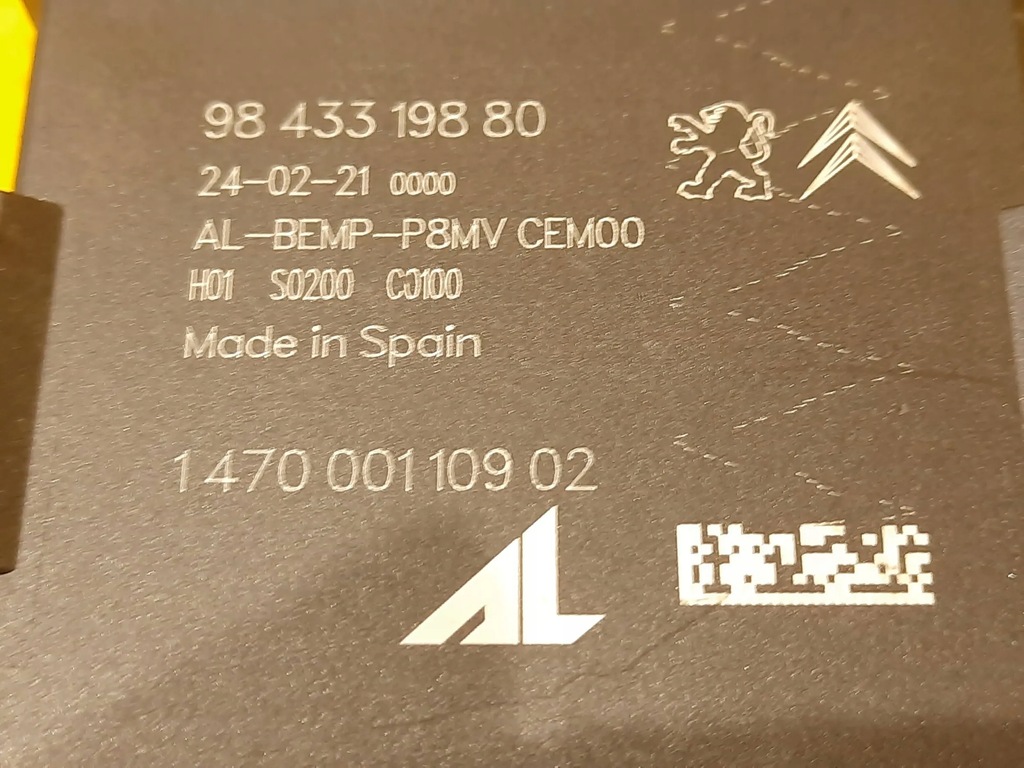 98 433 198 80
24-02-21 0000
AL-BEMP-P8MV CEM00
H01 S0200 C0100
Made in Spain
1 470 001 109 02
AL